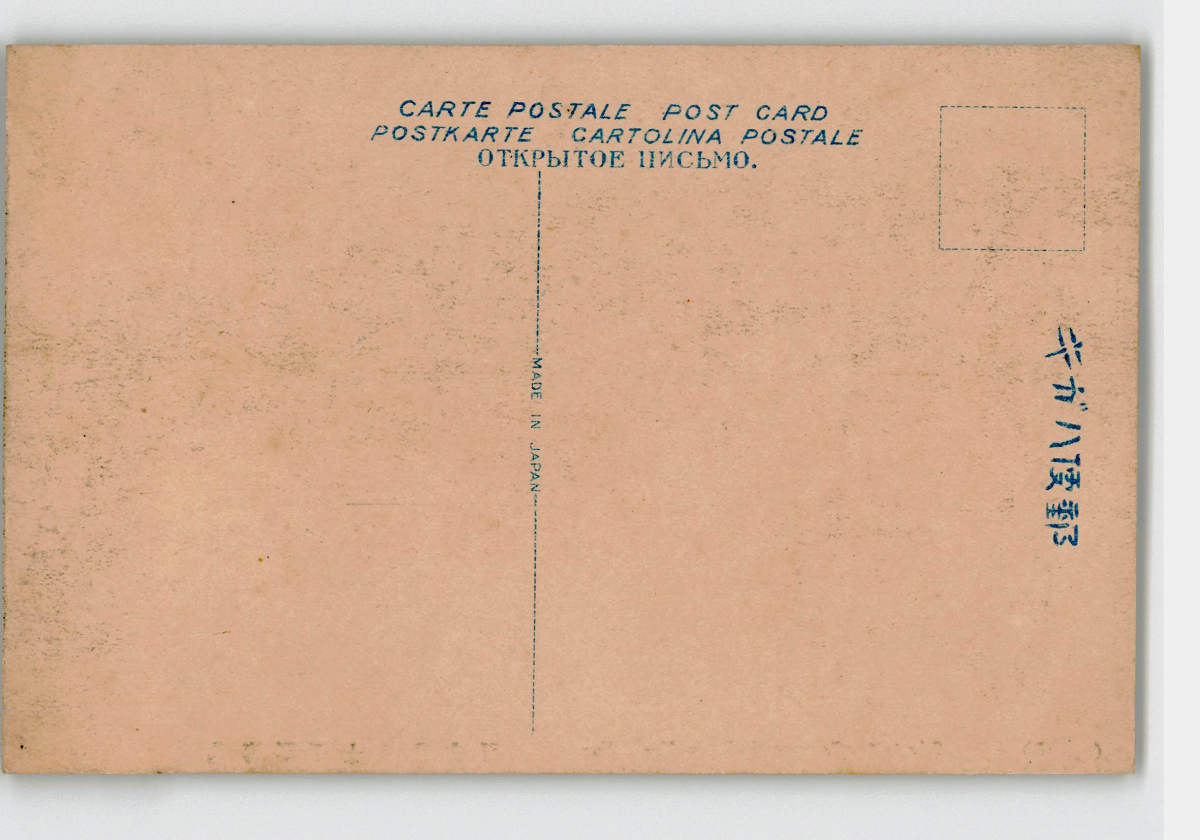 CARTE POSTALE POST CARD
POSTKARTE CARTOLINA POSTALE
ОТКРЫТОЕ ПИСЬМО.
MADE IN JAPAN
郵便ハガキ